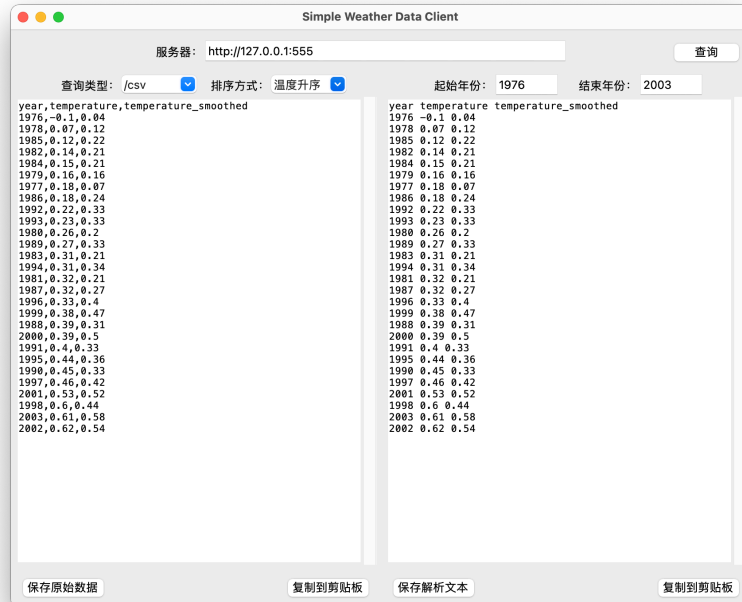 Simple Weather Data Client
服务器: http://127.0.0.1:555 查询
查询类型: /csv 排序方式: 温度升序 起始年份: 1976 结束年份: 2003
year,temperature,temperature_smoothed
1976,-0.1,0.04
1978,0.07,0.12
1985,0.12,0.22
1982,0.14,0.21
1984,0.15,0.21
1979,0.16,0.16
1977,0.18,0.07
1986,0.18,0.24
1992,0.22,0.33
1993,0.23,0.33
1980,0.26,0.2
1989,0.27,0.33
1983,0.31,0.21
1994,0.31,0.34
1981,0.32,0.21
1987,0.32,0.27
1996,0.33,0.4
1999,0.38,0.47
1988,0.39,0.31
2000,0.39,0.5
1991,0.4,0.33
1995,0.44,0.36
1990,0.45,0.33
1997,0.46,0.42
2001,0.53,0.52
1998,0.6,0.44
2003,0.61,0.58
2002,0.62,0.54
year temperature temperature_smoothed
1976 -0.1 0.04
1978 0.07 0.12
1985 0.12 0.22
1982 0.14 0.21
1984 0.15 0.21
1979 0.16 0.16
1977 0.18 0.07
1986 0.18 0.24
1992 0.22 0.33
1993 0.23 0.33
1980 0.26 0.2
1989 0.27 0.33
1983 0.31 0.21
1994 0.31 0.34
1981 0.32 0.21
1987 0.32 0.27
1996 0.33 0.4
1999 0.38 0.47
1988 0.39 0.31
2000 0.39 0.5
1991 0.4 0.33
1995 0.44 0.36
1990 0.45 0.33
1997 0.46 0.42
2001 0.53 0.52
1998 0.6 0.44
2003 0.61 0.58
2002 0.62 0.54
保存原始数据 复制到剪贴板 保存解析文本 复制到剪贴板